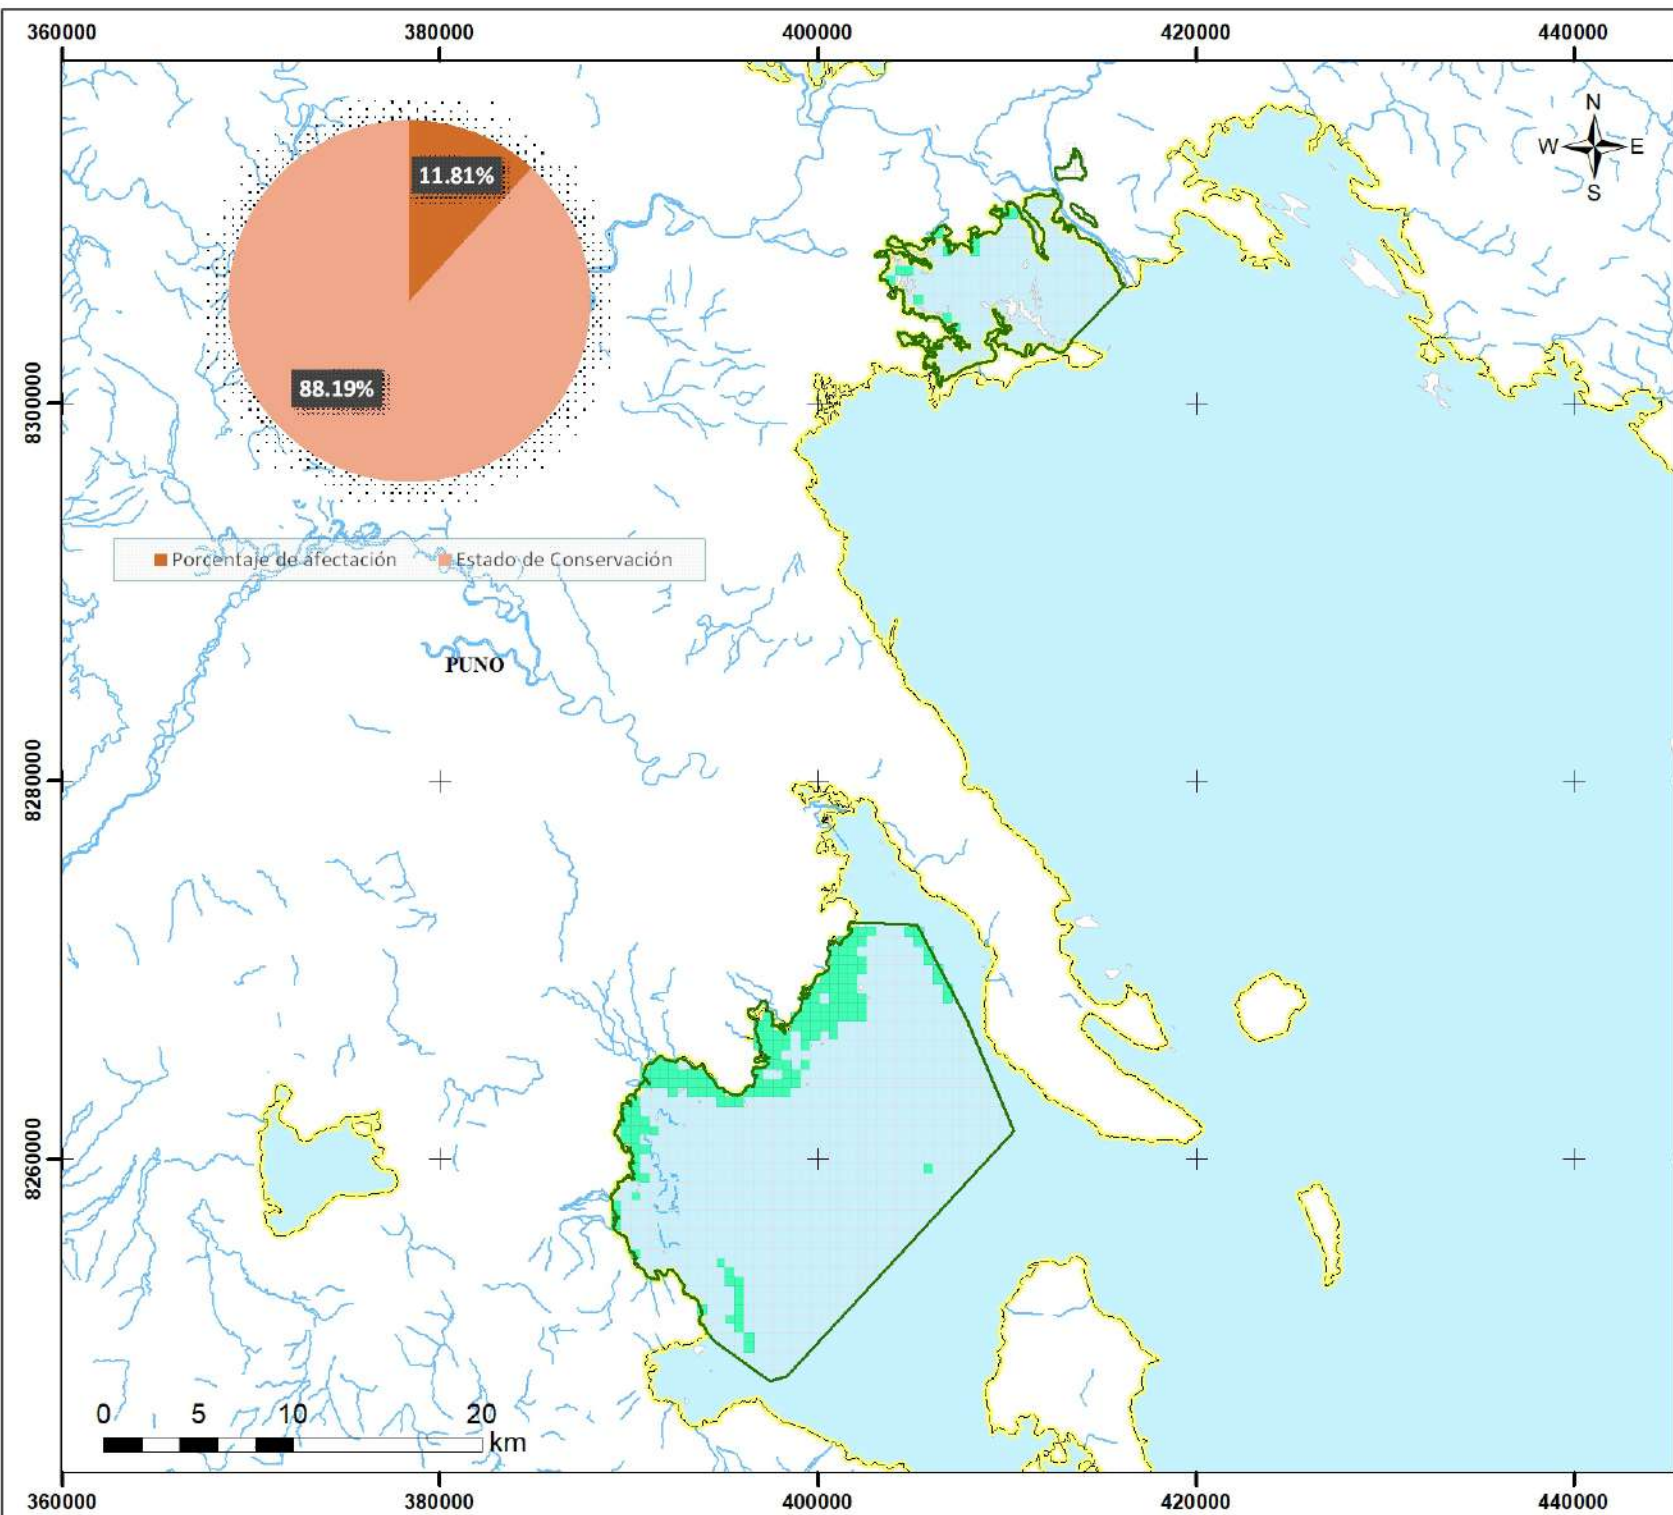 360000 380000 400000 420000 440000
N
W E
S
11.81%
88.19%
8300000
Porcentaje de afectación Estado de Conservación
PUNO
8280000
8260000
0 5 10 20
km
360000 380000 400000 420000 440000